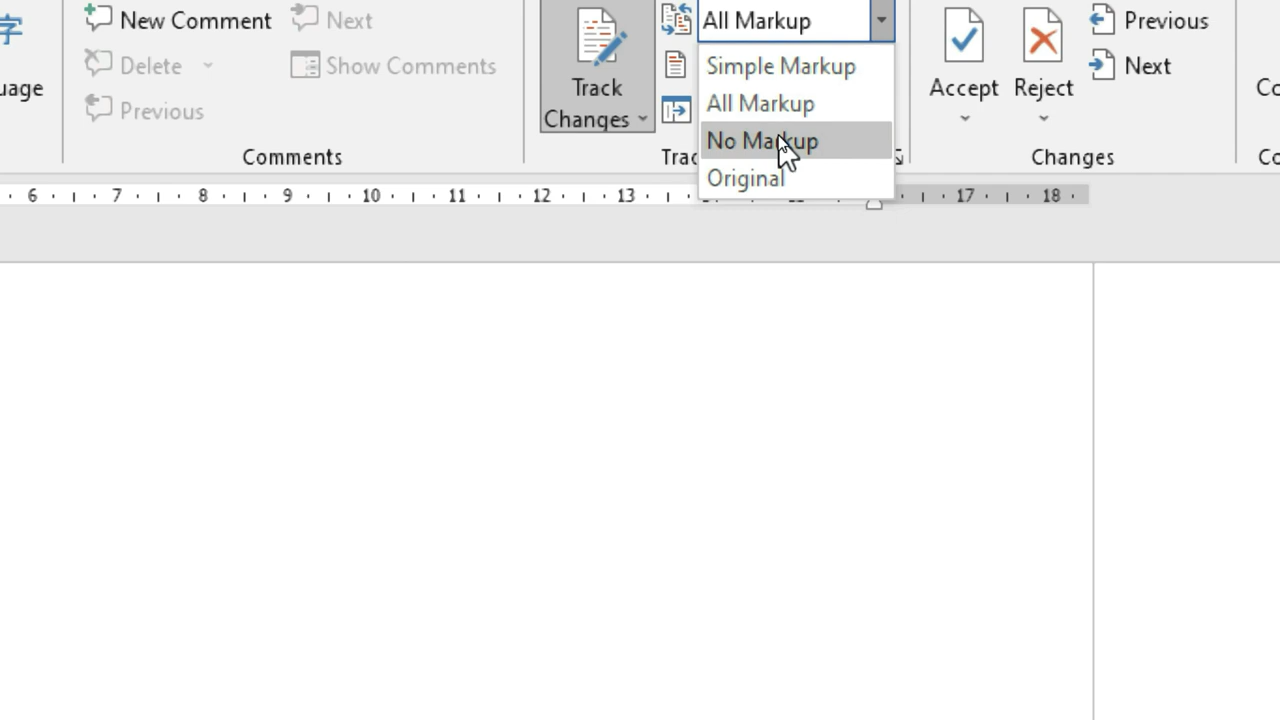 字
uage
New Comment
Delete
Previous
Next
Show Comments
Comments
Track
Changes
All Markup
Simple Markup
All Markup
No Markup
Original
Trac
Accept
Reject
Previous
Next
Changes
Co
Co
6 7 8 9 10 11 12 13 17 18